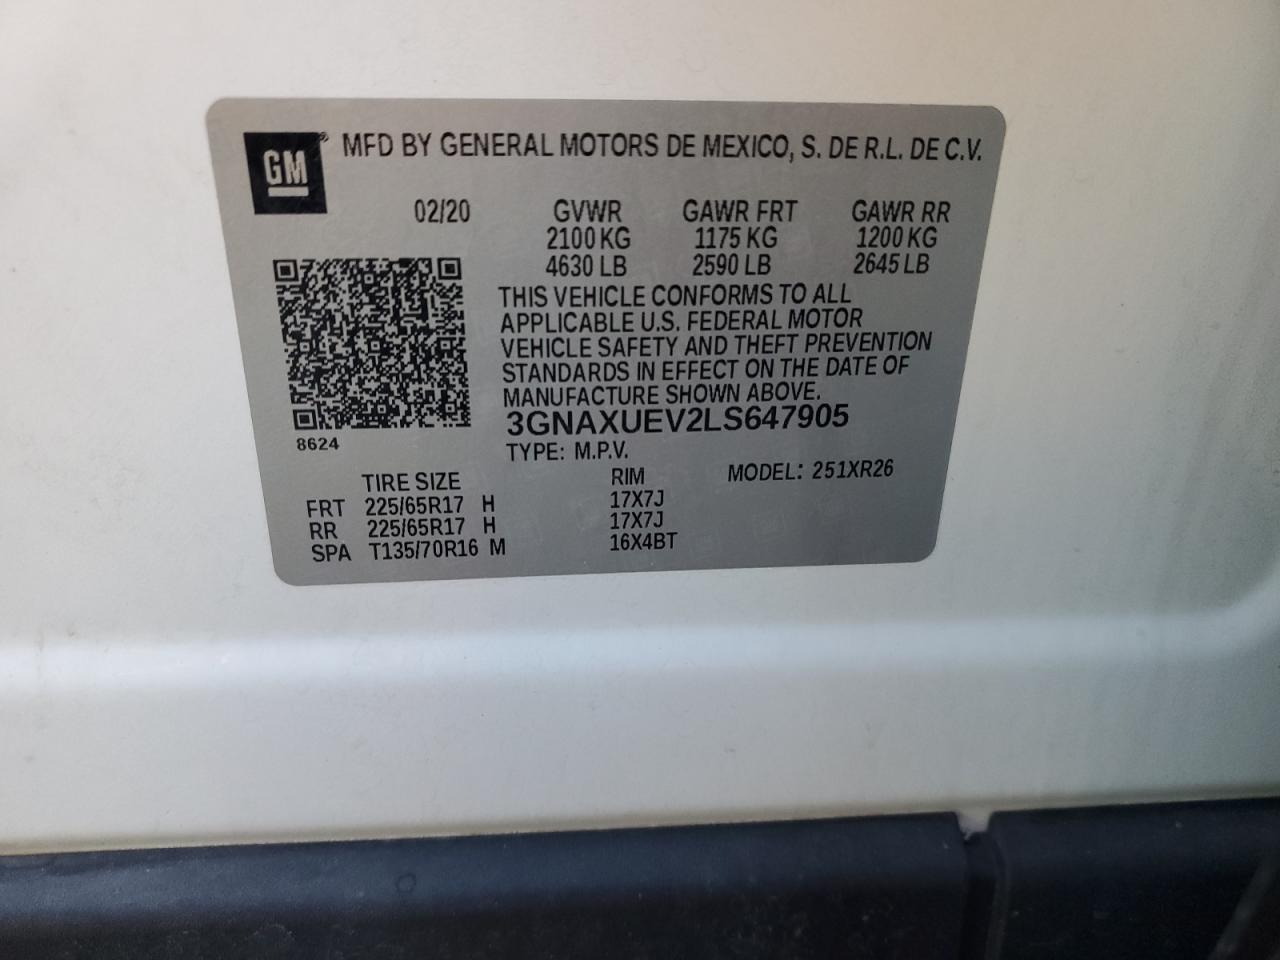 GM
MFD BY GENERAL MOTORS DE MEXICO, S. DE R.L. DE C.V.
02/20 GVWR GAWR FRT GAWR RR
2100 KG 1175 KG 1200 KG
4630 LB 2590 LB 2645 LB
THIS VEHICLE CONFORMS TO ALL
APPLICABLE U.S. FEDERAL MOTOR
VEHICLE SAFETY AND THEFT PREVENTION
STANDARDS IN EFFECT ON THE DATE OF
MANUFACTURE SHOWN ABOVE.
3GNAXUEV2LS647905
8624
TYPE: M.P.V.
TIRE SIZE RIM MODEL: 251XR26
FRT 225/65R17 H 17X7J
RR 225/65R17 H 17X7J
SPA T135/70R16 M 16X4BT